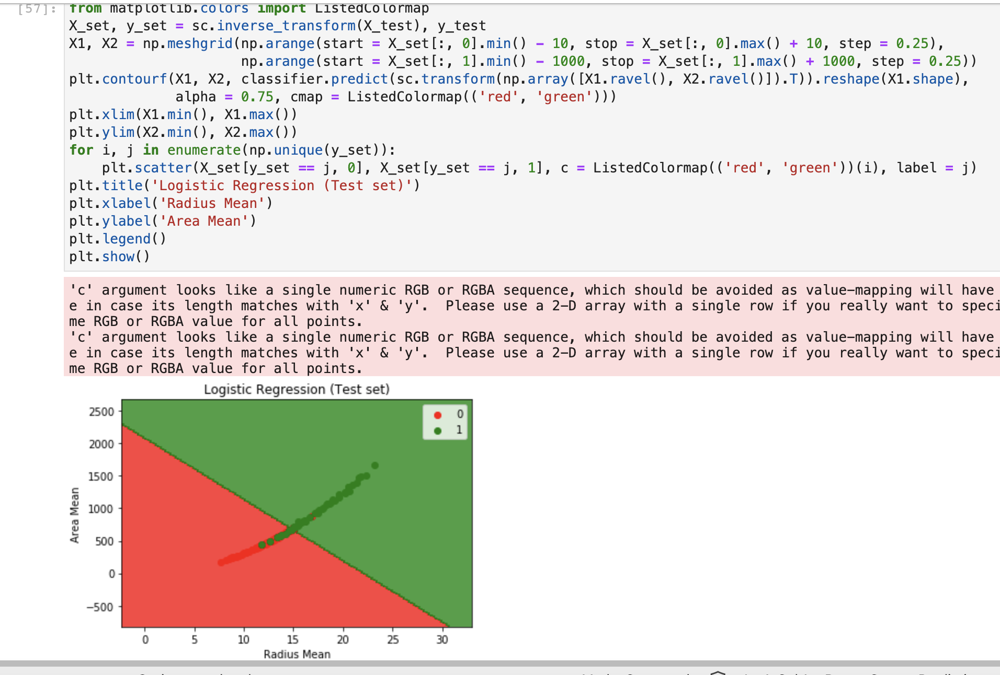 [57]: from matplotlib.colors import ListedColormap
X_set, y_set = sc.inverse_transform(X_test), y_test
X1, X2 = np.meshgrid(np.arange(start = X_set[:, 0].min() - 10, stop = X_set[:, 0].max() + 10, step = 0.25),
                     np.arange(start = X_set[:, 1].min() - 1000, stop = X_set[:, 1].max() + 1000, step = 0.25))
plt.contourf(X1, X2, classifier.predict(sc.transform(np.array([X1.ravel(), X2.ravel()]).T)).reshape(X1.shape),
             alpha = 0.75, cmap = ListedColormap(('red', 'green')))
plt.xlim(X1.min(), X1.max())
plt.ylim(X2.min(), X2.max())
for i, j in enumerate(np.unique(y_set)):
    plt.scatter(X_set[y_set == j, 0], X_set[y_set == j, 1], c = ListedColormap(('red', 'green'))(i), label = j)
plt.title('Logistic Regression (Test set)')
plt.xlabel('Radius Mean')
plt.ylabel('Area Mean')
plt.legend()
plt.show()
'c' argument looks like a single numeric RGB or RGBA sequence, which should be avoided as value-mapping will have
e in case its length matches with 'x' & 'y'.  Please use a 2-D array with a single row if you really want to speci
me RGB or RGBA value for all points.
'c' argument looks like a single numeric RGB or RGBA sequence, which should be avoided as value-mapping will have
e in case its length matches with 'x' & 'y'.  Please use a 2-D array with a single row if you really want to speci
me RGB or RGBA value for all points.
Logistic Regression (Test set)
0
1
2500
2000
1500
1000
500
0
−500
Area Mean
0 5 10 15 20 25 30
Radius Mean